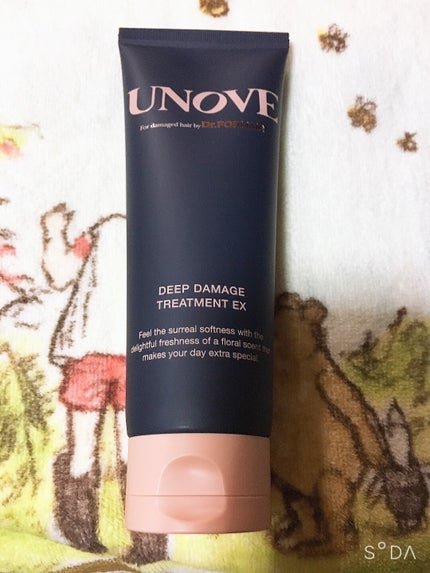 UNOVE
For damaged hair by Dr.FORHAIR
DEEP DAMAGE
TREATMENT EX
Feel the surreal softness with the
delightful freshness of a floral scent that
makes your day extra special.
SODA